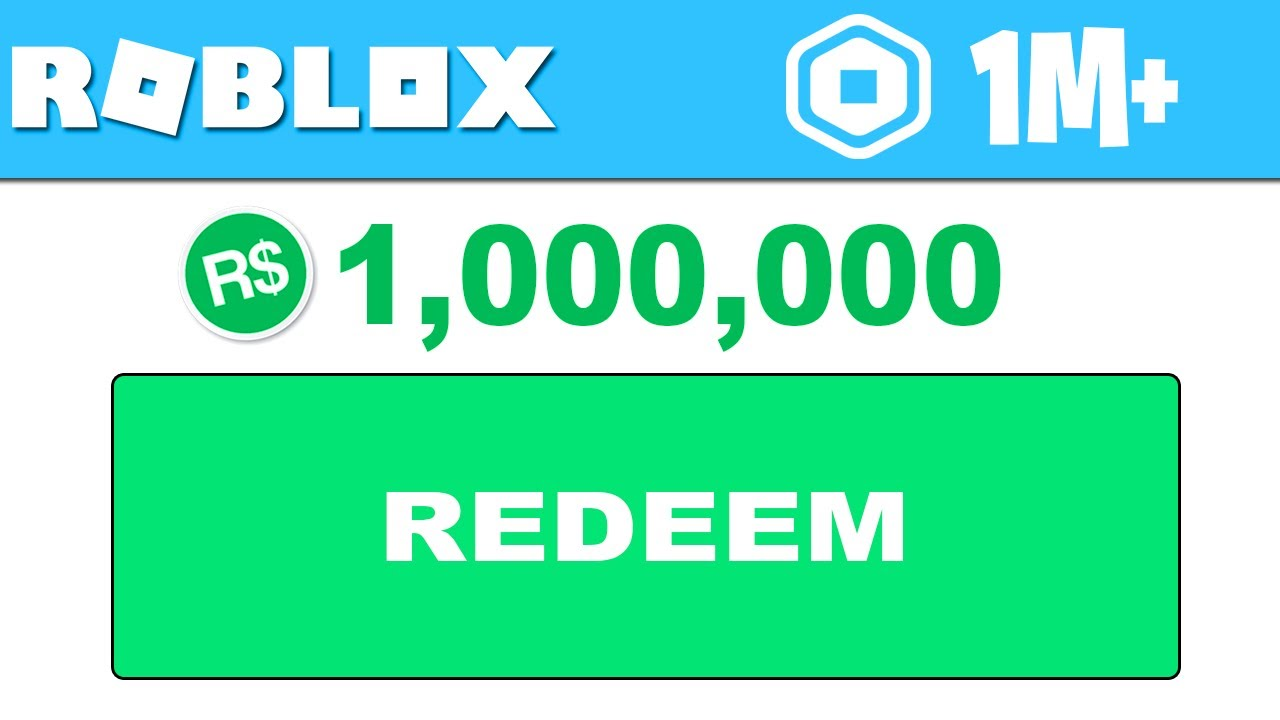 ROBLOX 1M+
R$ 1,000,000
REDEEM